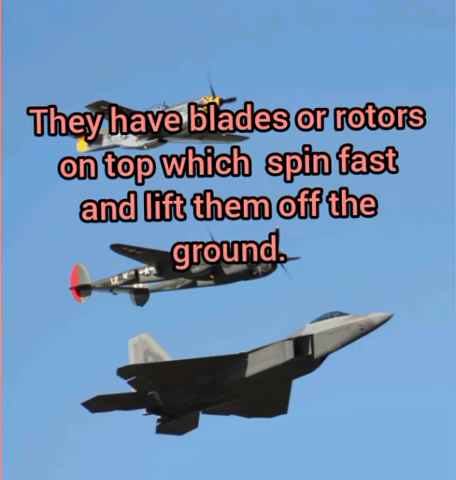 They have blades or rotors
on top which  spin fast
and lift them off the
ground.